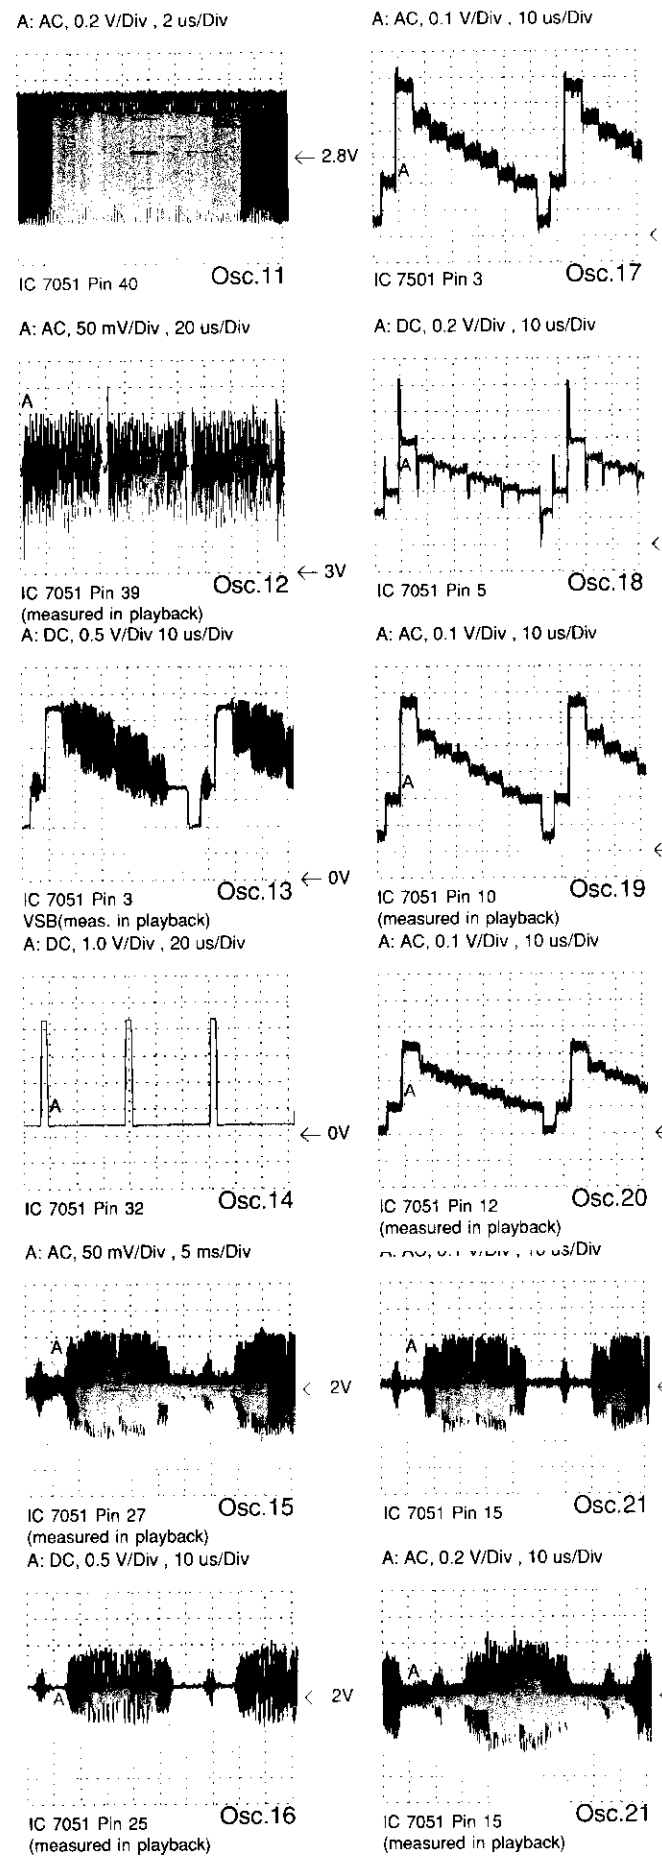 A: AC, 0.2 V/Div , 2 us/Div
← 2.8V
IC 7051 Pin 40
Osc.11
A: AC, 50 mV/Div , 20 us/Div
A
← 3V
IC 7051 Pin 39
Osc.12
(measured in playback)
A: DC, 0.5 V/Div 10 us/Div
← 0V
IC 7051 Pin 3
Osc.13
VSB(meas. in playback)
A: DC, 1.0 V/Div , 20 us/Div
A
← 0V
IC 7051 Pin 32
Osc.14
A: AC, 50 mV/Div , 5 ms/Div
A
2V
IC 7051 Pin 27
Osc.15
(measured in playback)
A: DC, 0.5 V/Div , 10 us/Div
A
2V
IC 7051 Pin 25
Osc.16
(measured in playback)
A: AC, 0.1 V/Div , 10 us/Div
A
IC 7501 Pin 3
Osc.17
A: DC, 0.2 V/Div , 10 us/Div
A
IC 7051 Pin 5
Osc.18
A: AC, 0.1 V/Div , 10 us/Div
A
IC 7051 Pin 10
Osc.19
(measured in playback)
A: AC, 0.1 V/Div , 10 us/Div
A
IC 7051 Pin 12
Osc.20
(measured in playback)
A: AC, 0.1 V/Div , 10 us/Div
A
IC 7051 Pin 15
Osc.21
A: AC, 0.2 V/Div , 10 us/Div
A
IC 7051 Pin 15
Osc.21
(measured in playback)